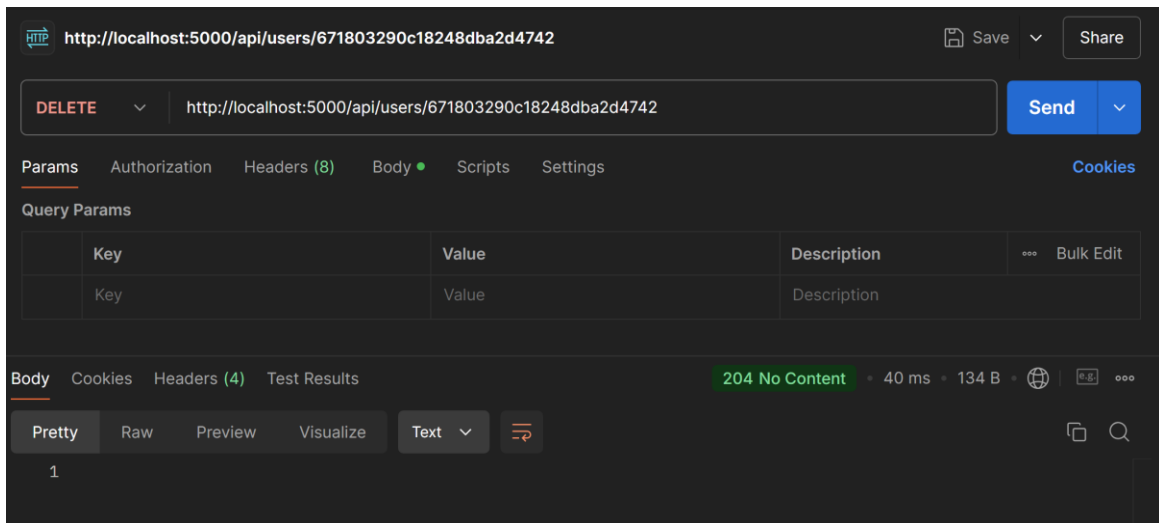 HTTP http://localhost:5000/api/users/671803290c18248dba2d4742 Save Share
DELETE http://localhost:5000/api/users/671803290c18248dba2d4742 Send
Params Authorization Headers (8) Body Scripts Settings Cookies
Query Params
Key Value Description Bulk Edit
Key Value Description
Body Cookies Headers (4) Test Results 204 No Content 40 ms 134 B e.g.
Pretty Raw Preview Visualize Text
1